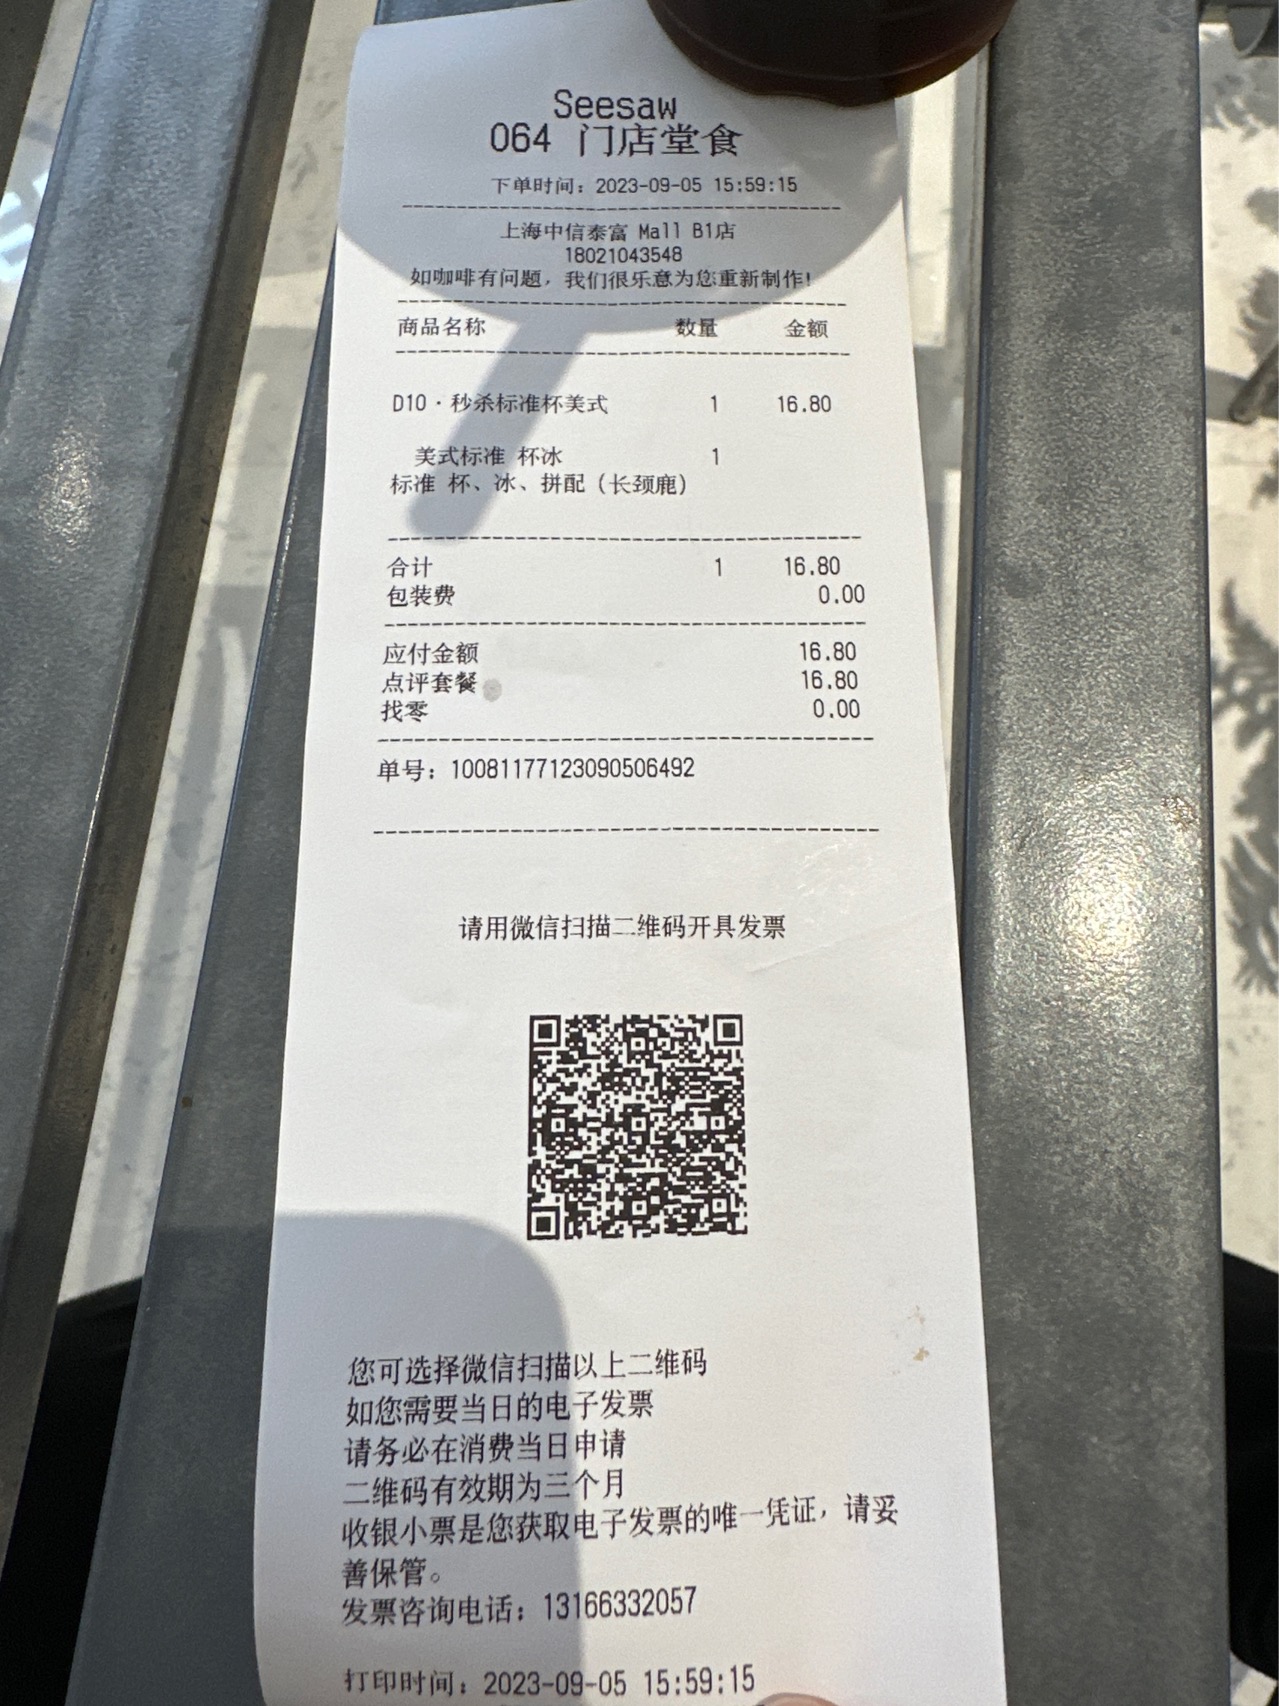 Seesaw
064 门店堂食
下单时间：2023-09-05 15:59:15
上海中信泰富 Mall B1店
18021043548
如咖啡有问题，我们很乐意为您重新制作！
商品名称 数量 金额
D10·秒杀标准杯美式 1 16.80
美式标准 杯冰 1
标准 杯、冰、拼配（长颈鹿）
合计 1 16.80
包装费 0.00
应付金额 16.80
点评套餐 16.80
找零 0.00
单号：10081177123090506492
请用微信扫描二维码开具发票
您可选择微信扫描以上二维码
如您需要当日的电子发票
请务必在消费当日申请
二维码有效期为三个月
收银小票是您获取电子发票的唯一凭证，请妥
善保管。
发票咨询电话：13166332057
打印时间：2023-09-05 15:59:15